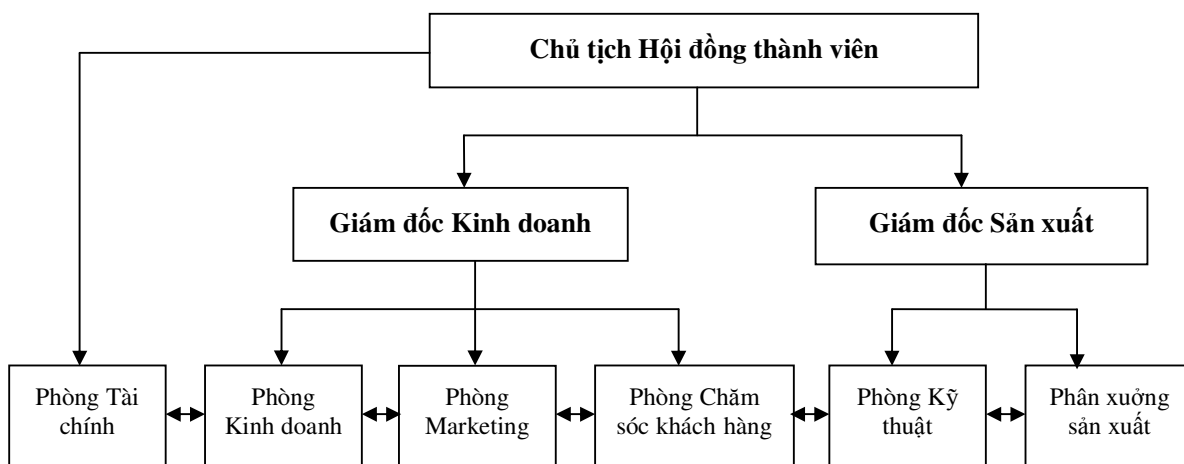 Chủ tịch Hội đồng thành viên
Giám đốc Kinh doanh
Giám đốc Sản xuất
Phòng Tài
chính
Phòng
Kinh doanh
Phòng
Marketing
Phòng Chăm
sóc khách hàng
Phòng Kỹ
thuật
Phân xuởng
sản xuất